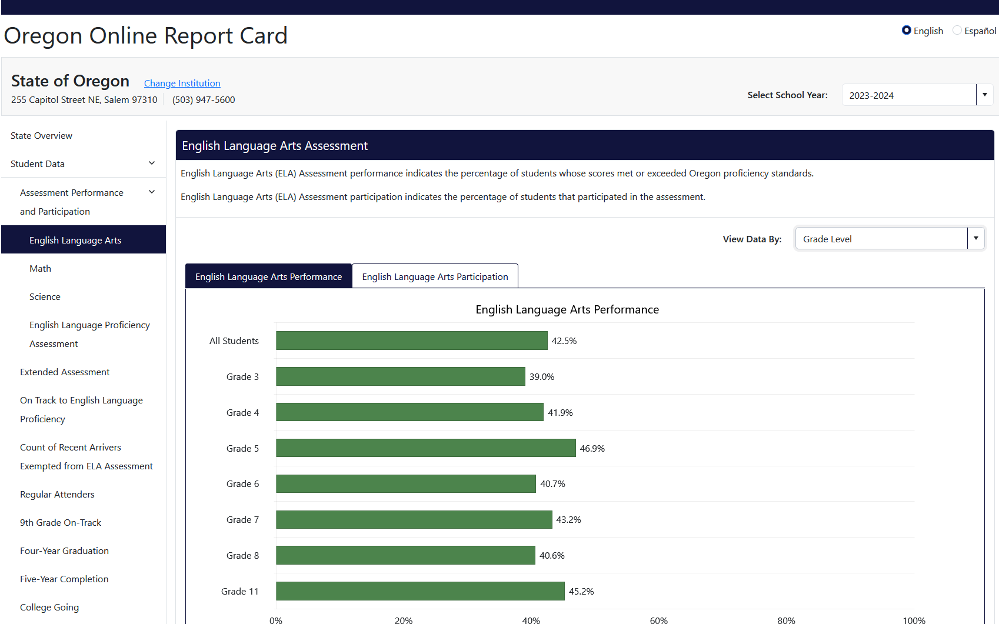 Oregon Online Report Card
English Español
State of Oregon Change Institution
255 Capitol Street NE, Salem 97310 (503) 947-5600
Select School Year: 2023-2024
State Overview
Student Data
Assessment Performance
and Participation
English Language Arts
Math
Science
English Language Proficiency
Assessment
Extended Assessment
On Track to English Language
Proficiency
Count of Recent Arrivers
Exempted from ELA Assessment
Regular Attenders
9th Grade On-Track
Four-Year Graduation
Five-Year Completion
College Going
English Language Arts Assessment
English Language Arts (ELA) Assessment performance indicates the percentage of students whose scores met or exceeded Oregon proficiency standards.
English Language Arts (ELA) Assessment participation indicates the percentage of students that participated in the assessment.
View Data By: Grade Level
English Language Arts Performance English Language Arts Participation
English Language Arts Performance
All Students 42.5%
Grade 3 39.0%
Grade 4 41.9%
Grade 5 46.9%
Grade 6 40.7%
Grade 7 43.2%
Grade 8 40.6%
Grade 11 45.2%
0% 20% 40% 60% 80% 100%